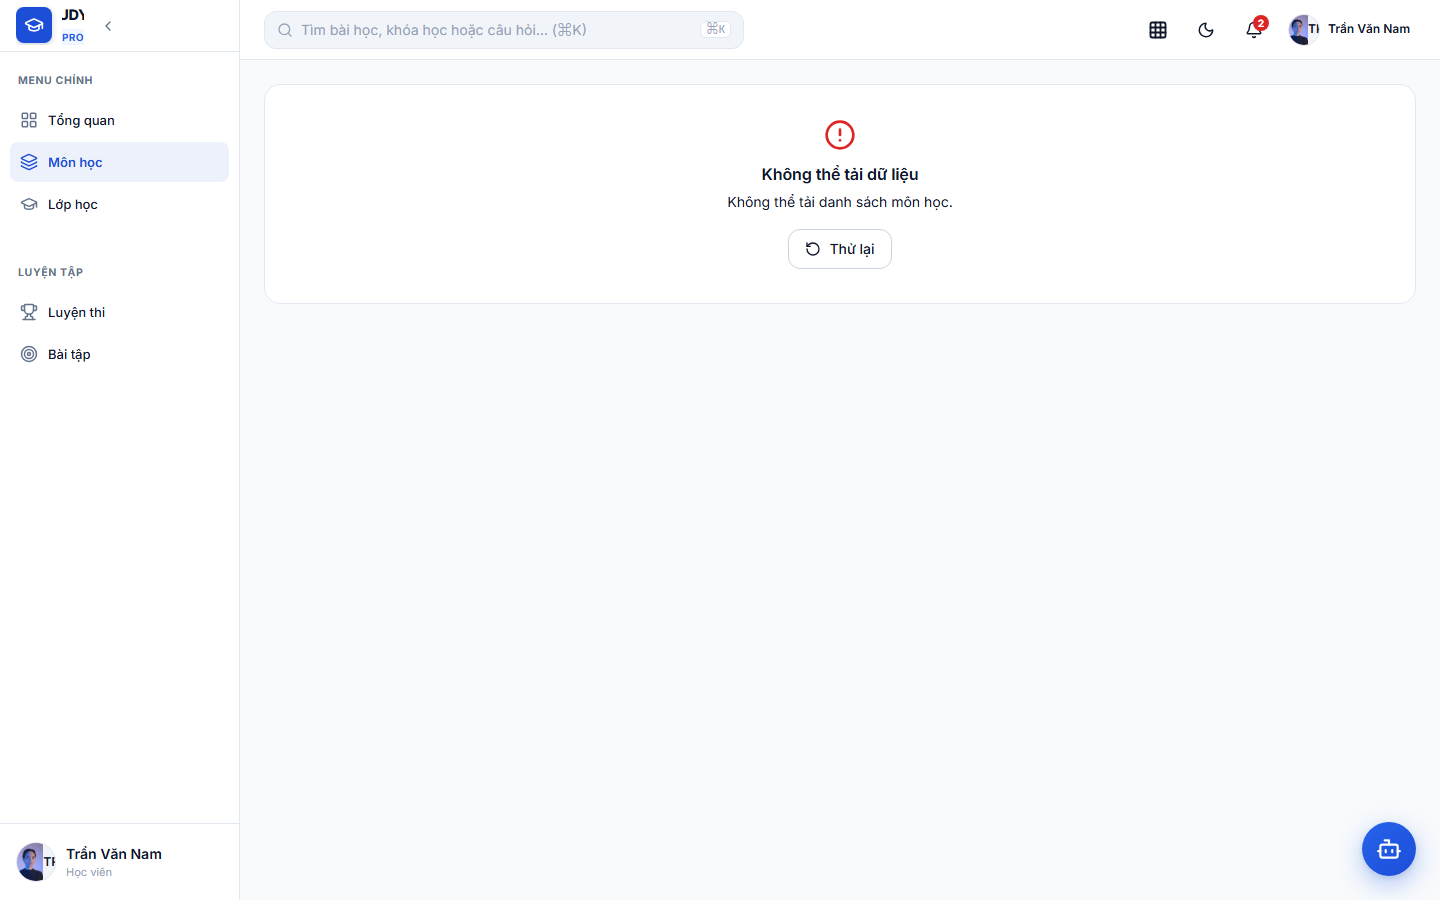 PRO
Tìm bài học, khóa học hoặc câu hỏi... (⌘K)
⌘K
2
Trần Văn Nam
MENU CHÍNH
Tổng quan
Môn học
Lớp học
LUYỆN TẬP
Luyện thi
Bài tập
Không thể tải dữ liệu
Không thể tải danh sách môn học.
Thử lại
Trần Văn Nam
Học viên